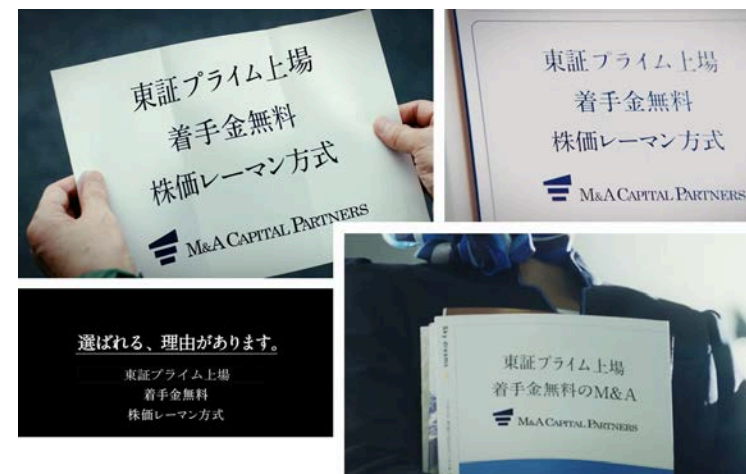 東証プライム上場
着手金無料
株価レーマン方式
M&A CAPITAL PARTNERS
東証プライム上場
着手金無料
株価レーマン方式
M&A CAPITAL PARTNERS
選ばれる、理由があります。
東証プライム上場
着手金無料
株価レーマン方式
東証プライム上場
着手金無料のM&A
M&A CAPITAL PARTNERS